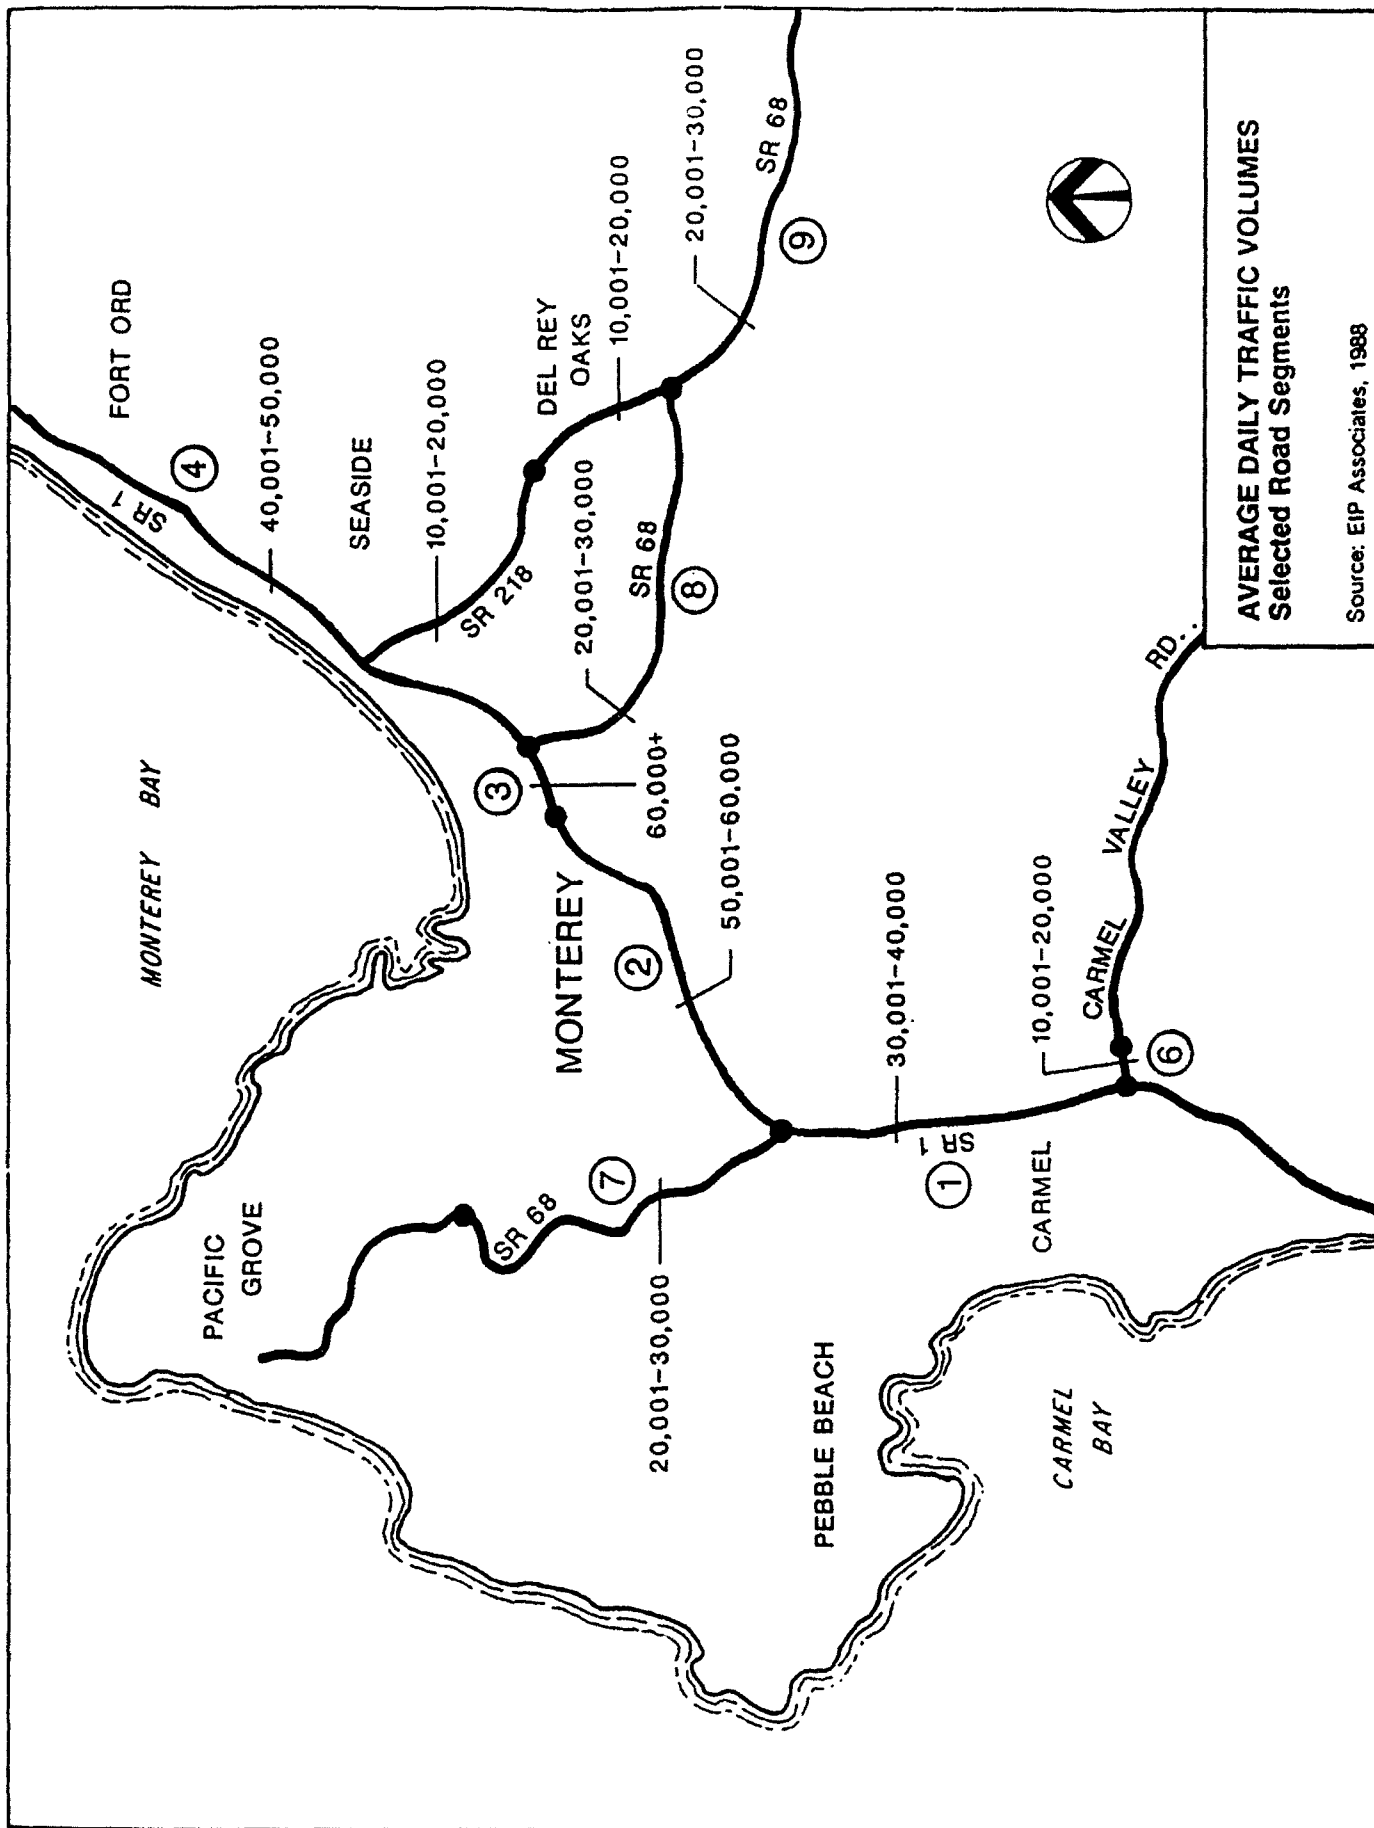 MONTEREY BAY
FORT ORD
SR 1
4
40,001-50,000
SEASIDE
10,001-20,000
SR 218
DEL REY
OAKS
10,001-20,000
20,001-30,000
SR 68
9
20,001-30,000
SR 68
8
3
60,000+
MONTEREY
2
50,001-60,000
PACIFIC
GROVE
SR 68
7
20,001-30,000
30,001-40,000
SR 1
1
PEBBLE BEACH
CARMEL
10,001-20,000
6
CARMEL VALLEY RD..
CARMEL
BAY
AVERAGE DAILY TRAFFIC VOLUMES
Selected Road Segments
Source: EIP Associates, 1988